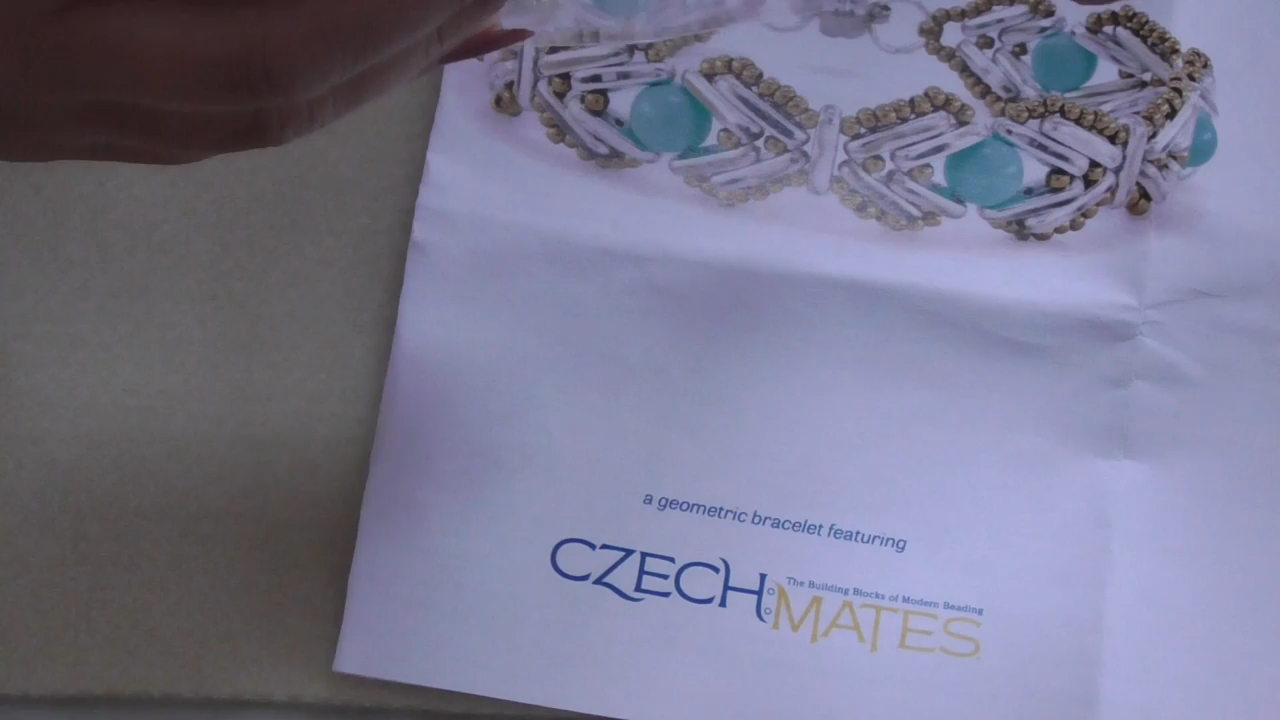 a geometric bracelet featuring
CZECH:MATES
The Building Blocks of Modern Beading